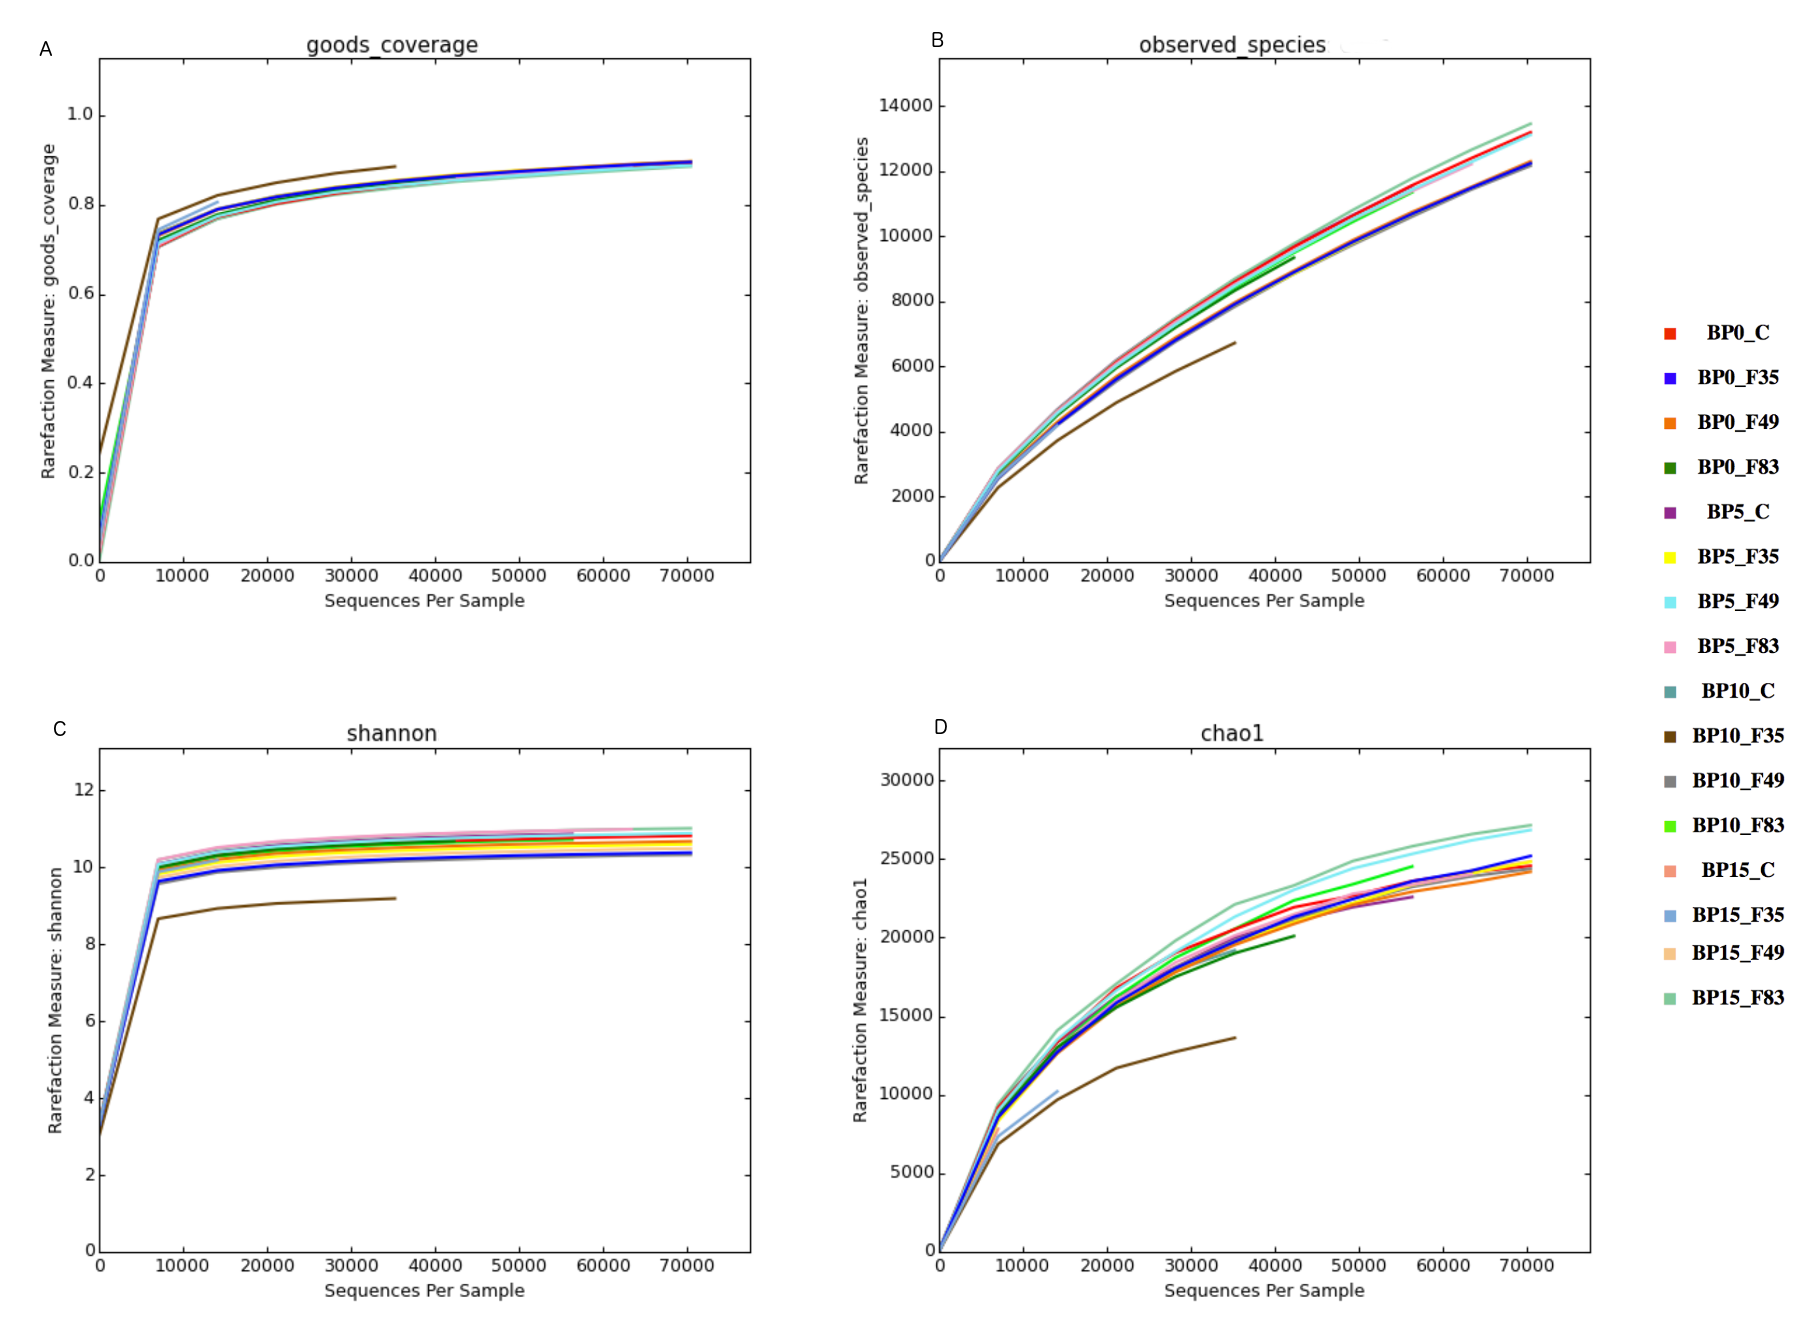 A
goods_coverage
1.0
0.8
0.6
0.4
0.2
0.0
Rarefaction Measure: goods_coverage
0 10000 20000 30000 40000 50000 60000 70000
Sequences Per Sample
B
observed_species
14000
12000
10000
8000
6000
4000
2000
0
Rarefaction Measure: observed_species
0 10000 20000 30000 40000 50000 60000 70000
Sequences Per Sample
C
shannon
12
10
8
6
4
2
0
Rarefaction Measure: shannon
0 10000 20000 30000 40000 50000 60000 70000
Sequences Per Sample
D
chao1
30000
25000
20000
15000
10000
5000
0
Rarefaction Measure: chao1
0 10000 20000 30000 40000 50000 60000 70000
Sequences Per Sample
BP0_C
BP0_F35
BP0_F49
BP0_F83
BP5_C
BP5_F35
BP5_F49
BP5_F83
BP10_C
BP10_F35
BP10_F49
BP10_F83
BP15_C
BP15_F35
BP15_F49
BP15_F83